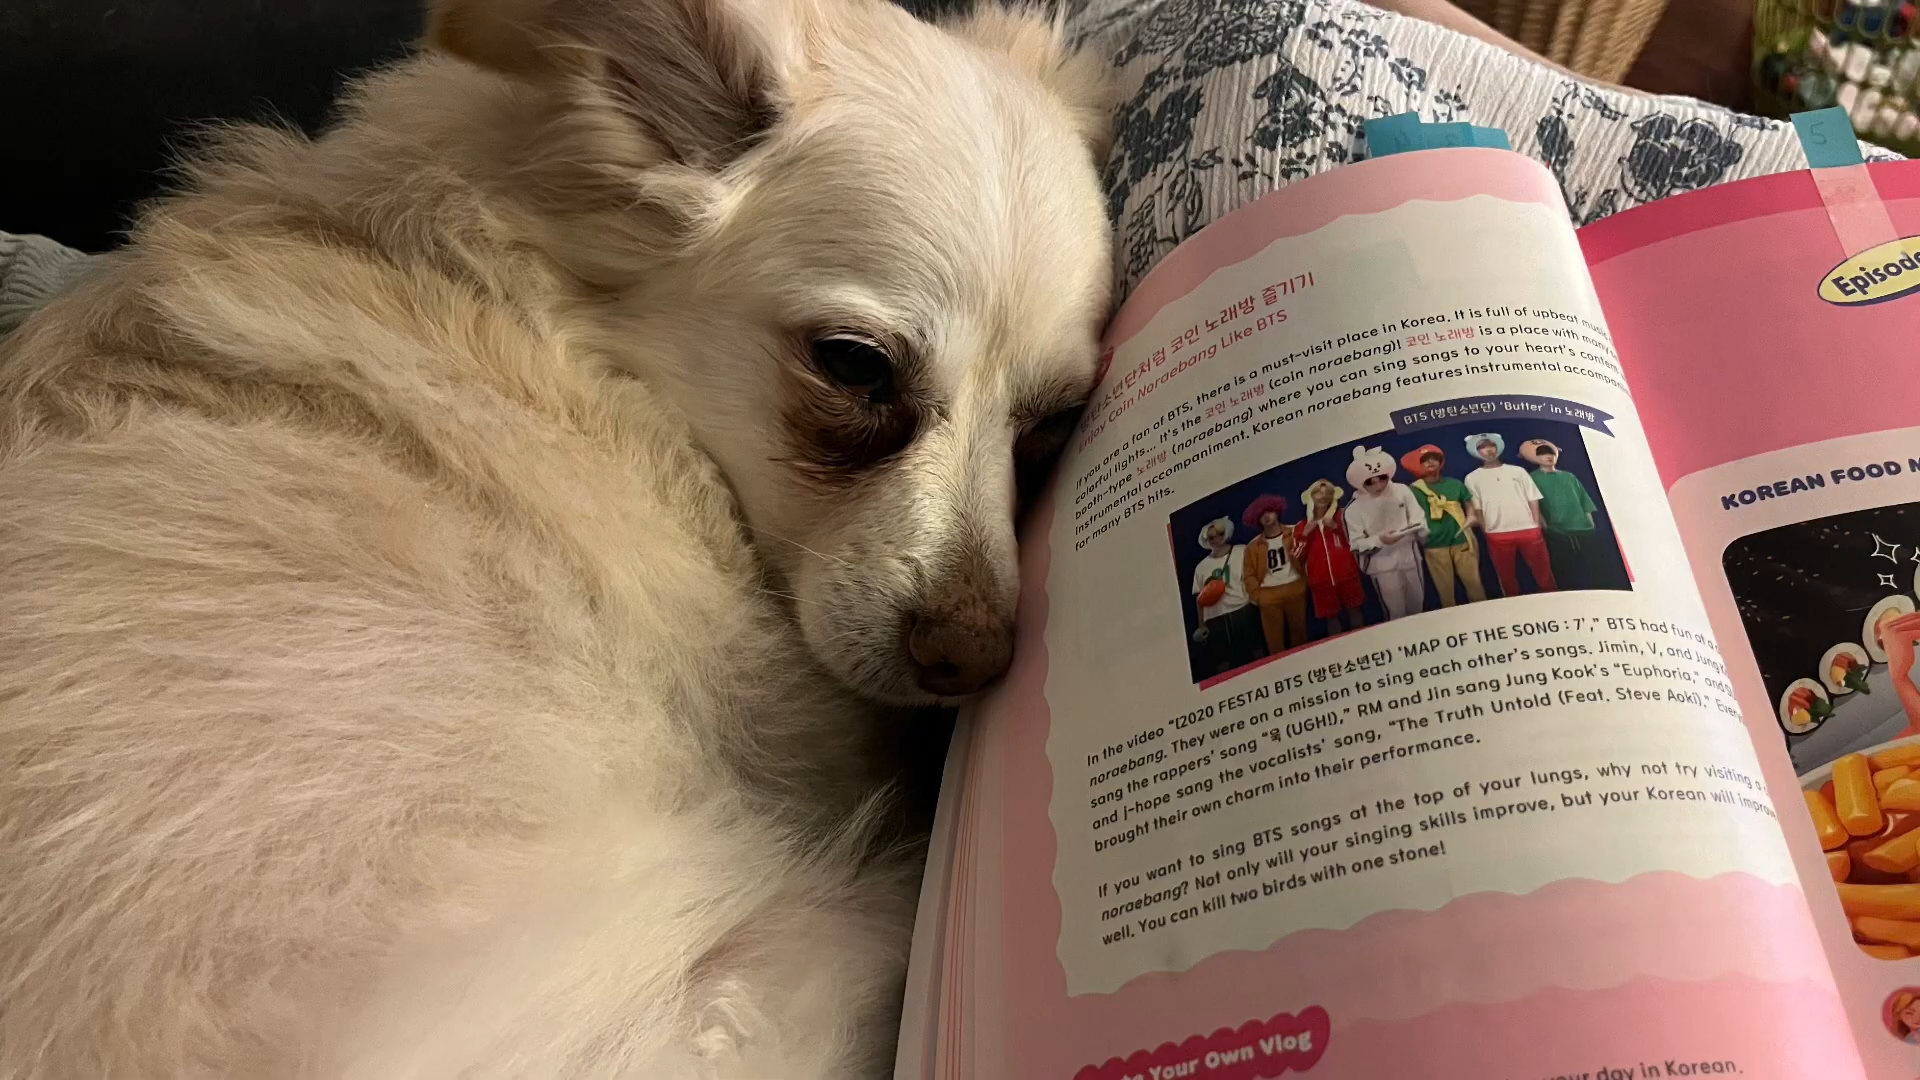 방탄소년단처럼 코인 노래방 즐기기
Enjoy Coin Noraebang Like BTS
If you are a fan of BTS, there is a must-visit place in Korea. It is full of upbeat music
colorful lights... It's the 코인 노래방 (coin noraebang)! 코인 노래방 is a place with many
booth-type 노래방 (noraebang) where you can sing songs to your heart's content
instrumental accompaniment. Korean noraebang features instrumental
for many BTS hits.
BTS (방탄소년단) 'Butter' in 노래방
In the video "[2020 FESTA] BTS (방탄소년단) 'MAP OF THE SONG : 7'," BTS had fun at a
noraebang. They were on a mission to sing each other's songs. Jimin, V, and Jung
sang the rappers' song "욱 (UGH!)," RM and Jin sang Jung Kook's "Euphoria," and
and j-hope sang the vocalists' song, "The Truth Untold (Feat. Steve Aoki)."
brought their own charm into their performance.
If you want to sing BTS songs at the top of your lungs, why not try visiting a
noraebang? Not only will your singing skills improve, but your Korean will improve
well. You can kill two birds with one stone!
Your Own Vlog
your day in Korean.
5
Episode
KOREAN FOOD